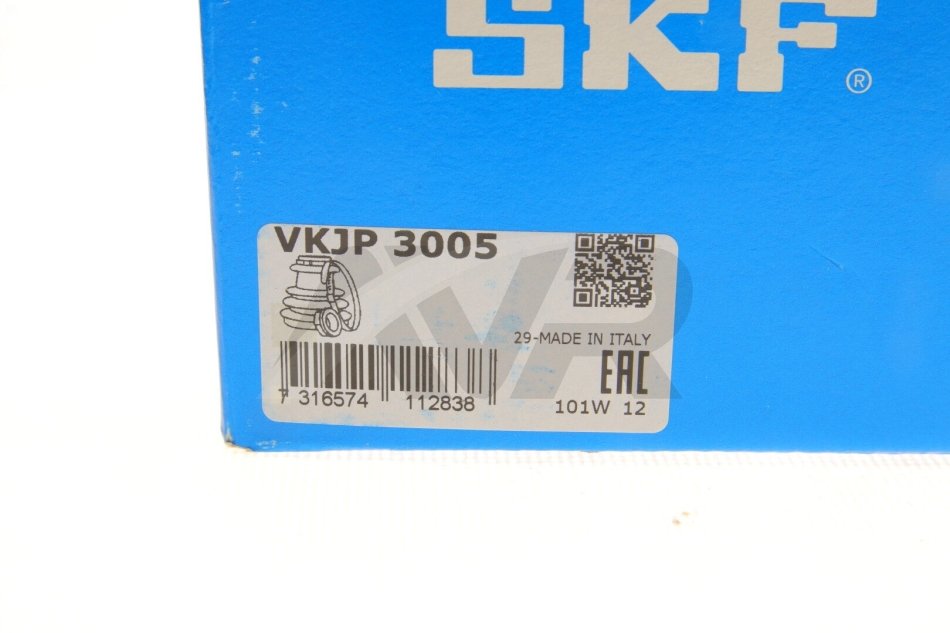 SKF
®
VKJP 3005
29-MADE IN ITALY
EAC
7 316574 112838
101W 12